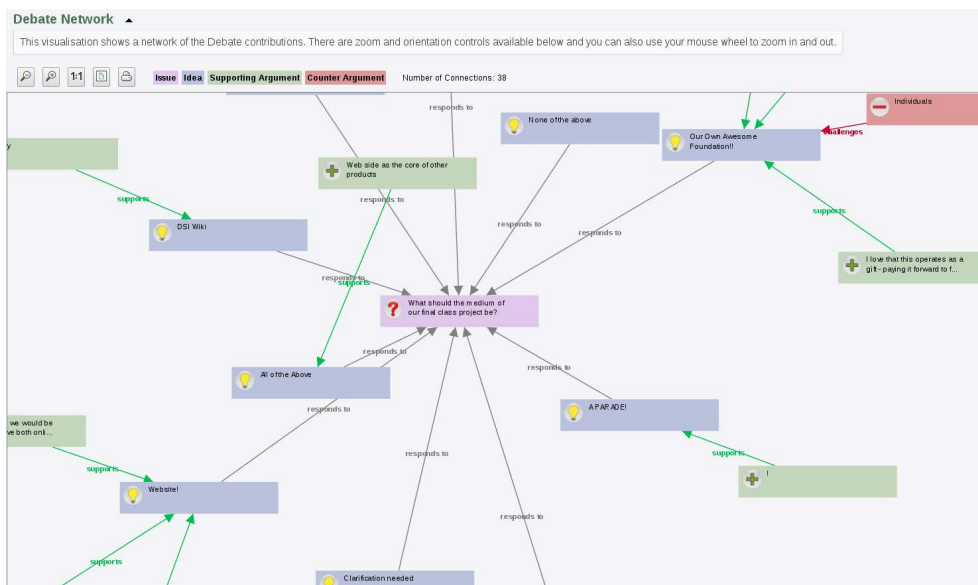 Debate Network
This visualisation shows a network of the Debate contributions. There are zoom and orientation controls available below and you can also use your mouse wheel to zoom in and out.
1:1
Issue Idea Supporting Argument Counter Argument Number of Connections: 38
responds to
Individuals
None of the above
challenges
Our Own Awesome
Foundation!!
y
Web side as the core of other
products
supports
responds to
supports
DSI Wiki
responds to
responds to
I love that this operates as a
gift - paying it forward to f...
responds to
supports
What should the medium of
our final class project be?
responds to
responds to
All of the Above
responds to
A PARADE!
we would be
ve both onli...
responds to
supports
supports
!
Website!
responds to
supports
Clarification needed